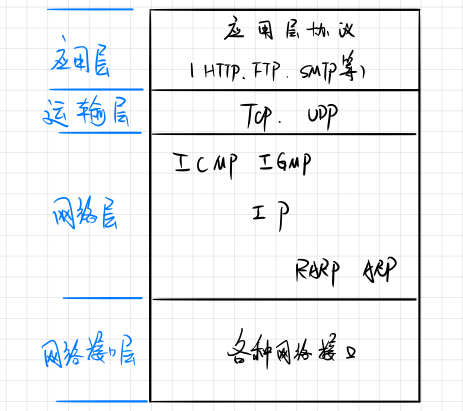 应用层
应用层协议
(HTTP. FTP. SMTP等)
运输层
TCP. UDP
网络层
ICMP IGMP
IP
RARP ARP
网络接口层
各种网络接口